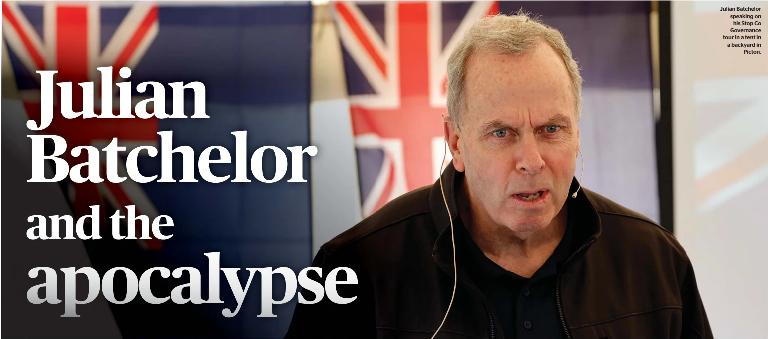 Julian
Batchelor
and the
apocalypse
Julian Batchelor
speaking on
his Stop Co
Governance
tour in a tent in
a backyard in
Picton.